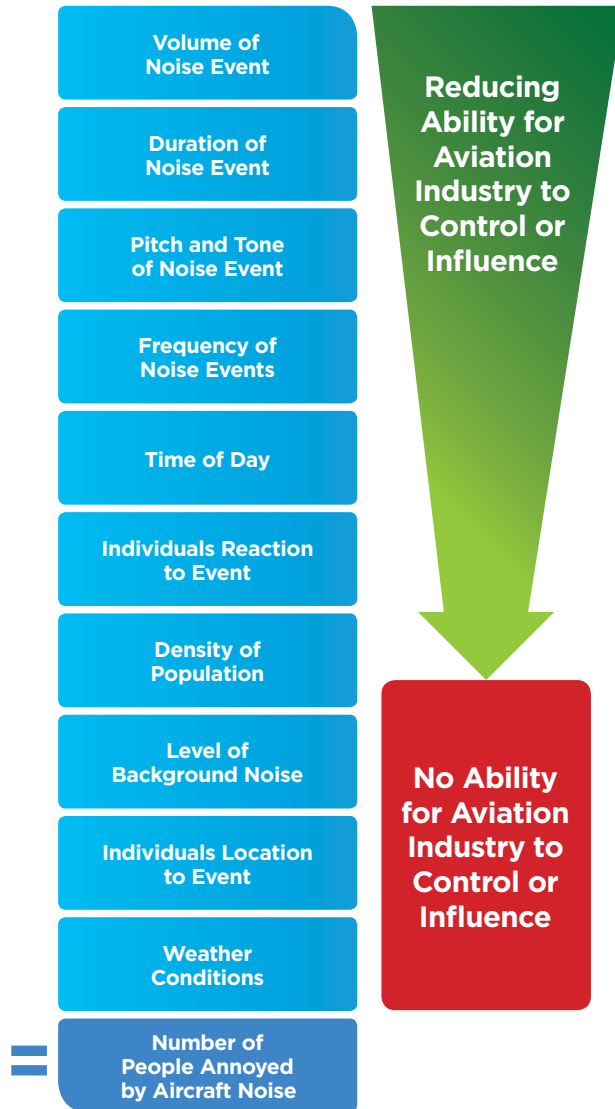 Volume of
Noise Event
Duration of
Noise Event
Pitch and Tone
of Noise Event
Frequency of
Noise Events
Time of Day
Individuals Reaction
to Event
Density of
Population
Level of
Background Noise
Individuals Location
to Event
Weather
Conditions
=
Number of
People Annoyed
by Aircraft Noise
Reducing
Ability for
Aviation
Industry to
Control or
Influence
No Ability
for Aviation
Industry to
Control or
Influence